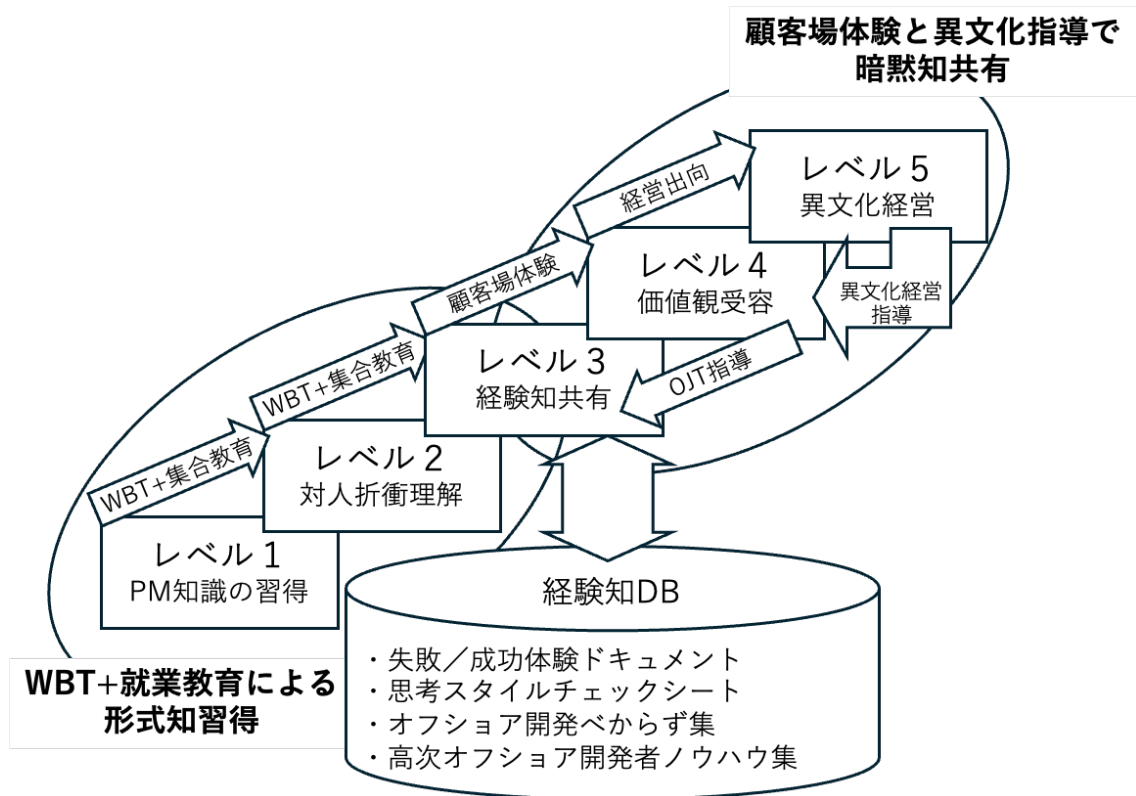 顧客場体験と異文化指導で
暗黙知共有
レベル５
異文化経営
経営出向
レベル４
価値観受容
異文化経営
指導
顧客場体験
OJT指導
レベル３
経験知共有
WBT+集合教育
レベル２
対人折衝理解
WBT+集合教育
レベル１
PM知識の習得
WBT+就業教育による
形式知習得
経験知DB
・失敗／成功体験ドキュメント
・思考スタイルチェックシート
・オフショア開発べからず集
・高次オフショア開発者ノウハウ集